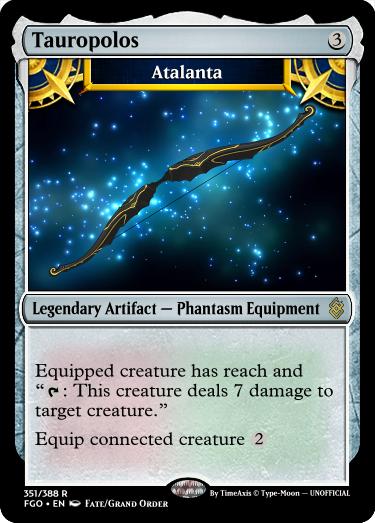 Tauropolos 3
Atalanta
Legendary Artifact — Phantasm Equipment
Equipped creature has reach and
“: This creature deals 7 damage to
target creature.”
Equip connected creature 2
351/388 R
FGO • EN Fate/Grand Order
By TimeAxis © Type-Moon — UNOFFICIAL